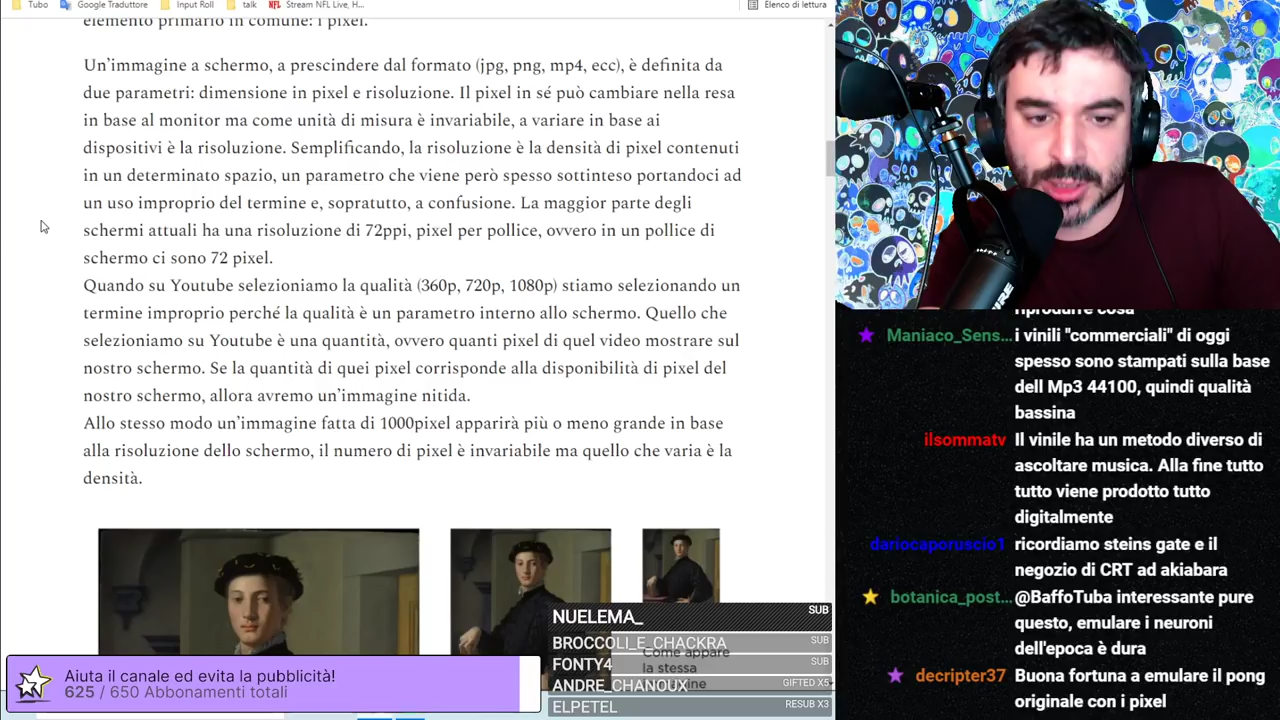 Tubo Google Traduttore Input Roll talk Stream NFL Live, H... Elenco di lettura
elemento primario in comune: i pixel.
Un'immagine a schermo, a prescindere dal formato (jpg, png, mp4, ecc), è definita da
due parametri: dimensione in pixel e risoluzione. Il pixel in sé può cambiare nella resa
in base al monitor ma come unità di misura è invariabile, a variare in base ai
dispositivi è la risoluzione. Semplificando, la risoluzione è la densità di pixel contenuti
in un determinato spazio, un parametro che viene però spesso sottinteso portandoci ad
un uso improprio del termine e, sopratutto, a confusione. La maggior parte degli
schermi attuali ha una risoluzione di 72ppi, pixel per pollice, ovvero in un pollice di
schermo ci sono 72 pixel.
Quando su Youtube selezioniamo la qualità (360p, 720p, 1080p) stiamo selezionando un
termine improprio perché la qualità è un parametro interno allo schermo. Quello che
selezioniamo su Youtube è una quantità, ovvero quanti pixel di quel video mostrare sul
nostro schermo. Se la quantità di quei pixel corrisponde alla disponibilità di pixel del
nostro schermo, allora avremo un'immagine nitida.
Allo stesso modo un'immagine fatta di 1000pixel apparirà più o meno grande in base
alla risoluzione dello schermo, il numero di pixel è invariabile ma quello che varia è la
densità.
Come appare
la stessa
NUELEMA_ SUB
BROCCOLI_E_CHACKRA SUB
FONTY4 SUB
ANDRE_CHANOUX GIFTED X5
ELPETEL RESUB X3
Aiuta il canale ed evita la pubblicità!
625 / 650 Abbonamenti totali
riprodurre cosa
Maniaco_Sens... i vinili "commerciali" di oggi
spesso sono stampati sulla base
dell Mp3 44100, quindi qualità
bassina
ilsommatv Il vinile ha un metodo diverso di
ascoltare musica. Alla fine tutto
tutto viene prodotto tutto
digitalmente
dariocaporuscio1 ricordiamo steins gate e il
negozio di CRT ad akiabara
botanica_post... @BaffoTuba interessante pure
questo, emulare i neuroni
dell'epoca è dura
decripter37 Buona fortuna a emulare il pong
originale con i pixel